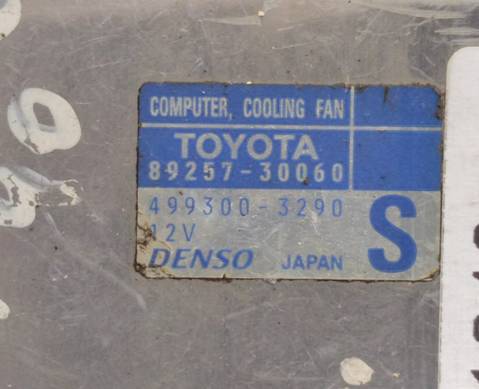 COMPUTER, COOLING FAN
TOYOTA
89257-30060
499300-3290
12V
S
DENSO JAPAN